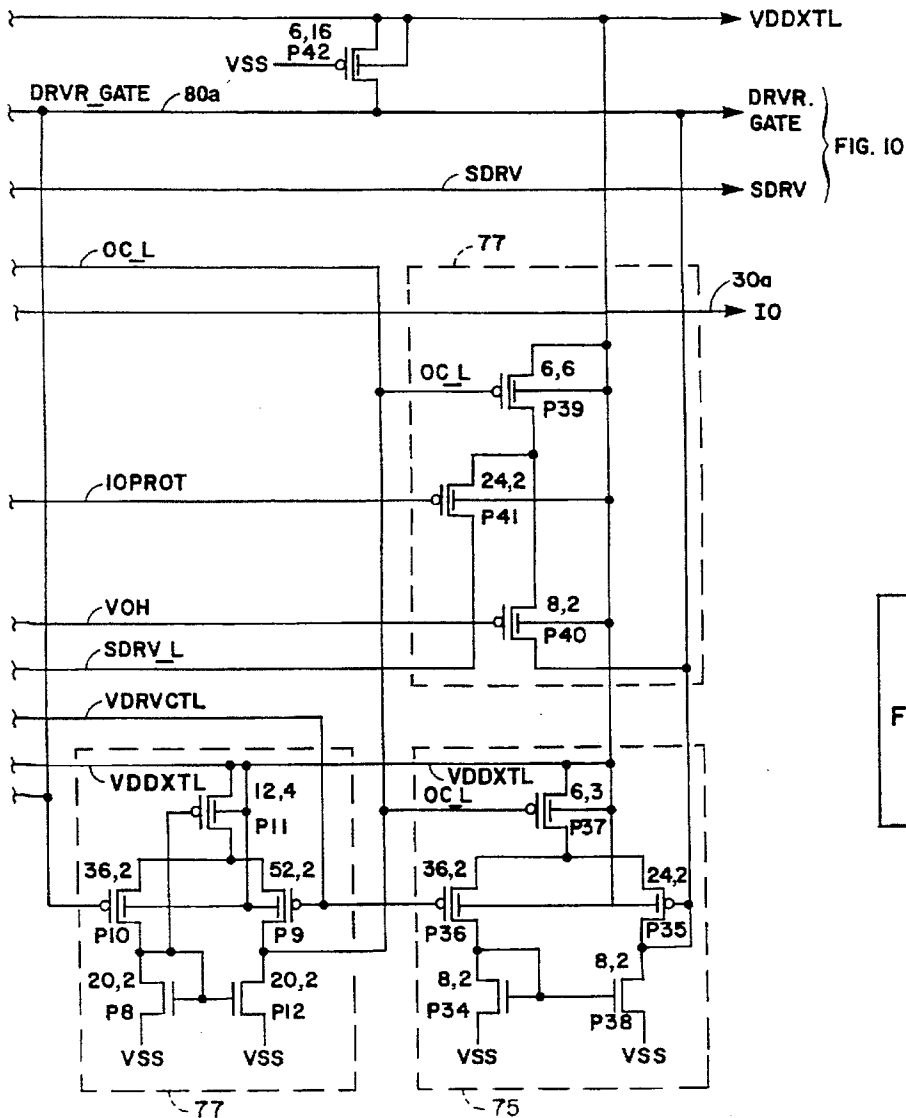 VDDXTL
6,16
P42
VSS
DRVR_GATE
80a
DRVR.
GATE
FIG. 10
SDRV
SDRV
OC_L
77
30a
IO
OC_L
6,6
P39
IOPROT
24,2
P41
VOH
8,2
P40
SDRV_L
VDRVCTL
F
VDDXTL
VDDXTL
12,4
P11
OC_L
6,3
P37
36,2
52,2
36,2
24,2
P10
P9
P36
P35
20,2
20,2
8,2
8,2
P8
P12
P34
P38
VSS
VSS
VSS
VSS
77
75